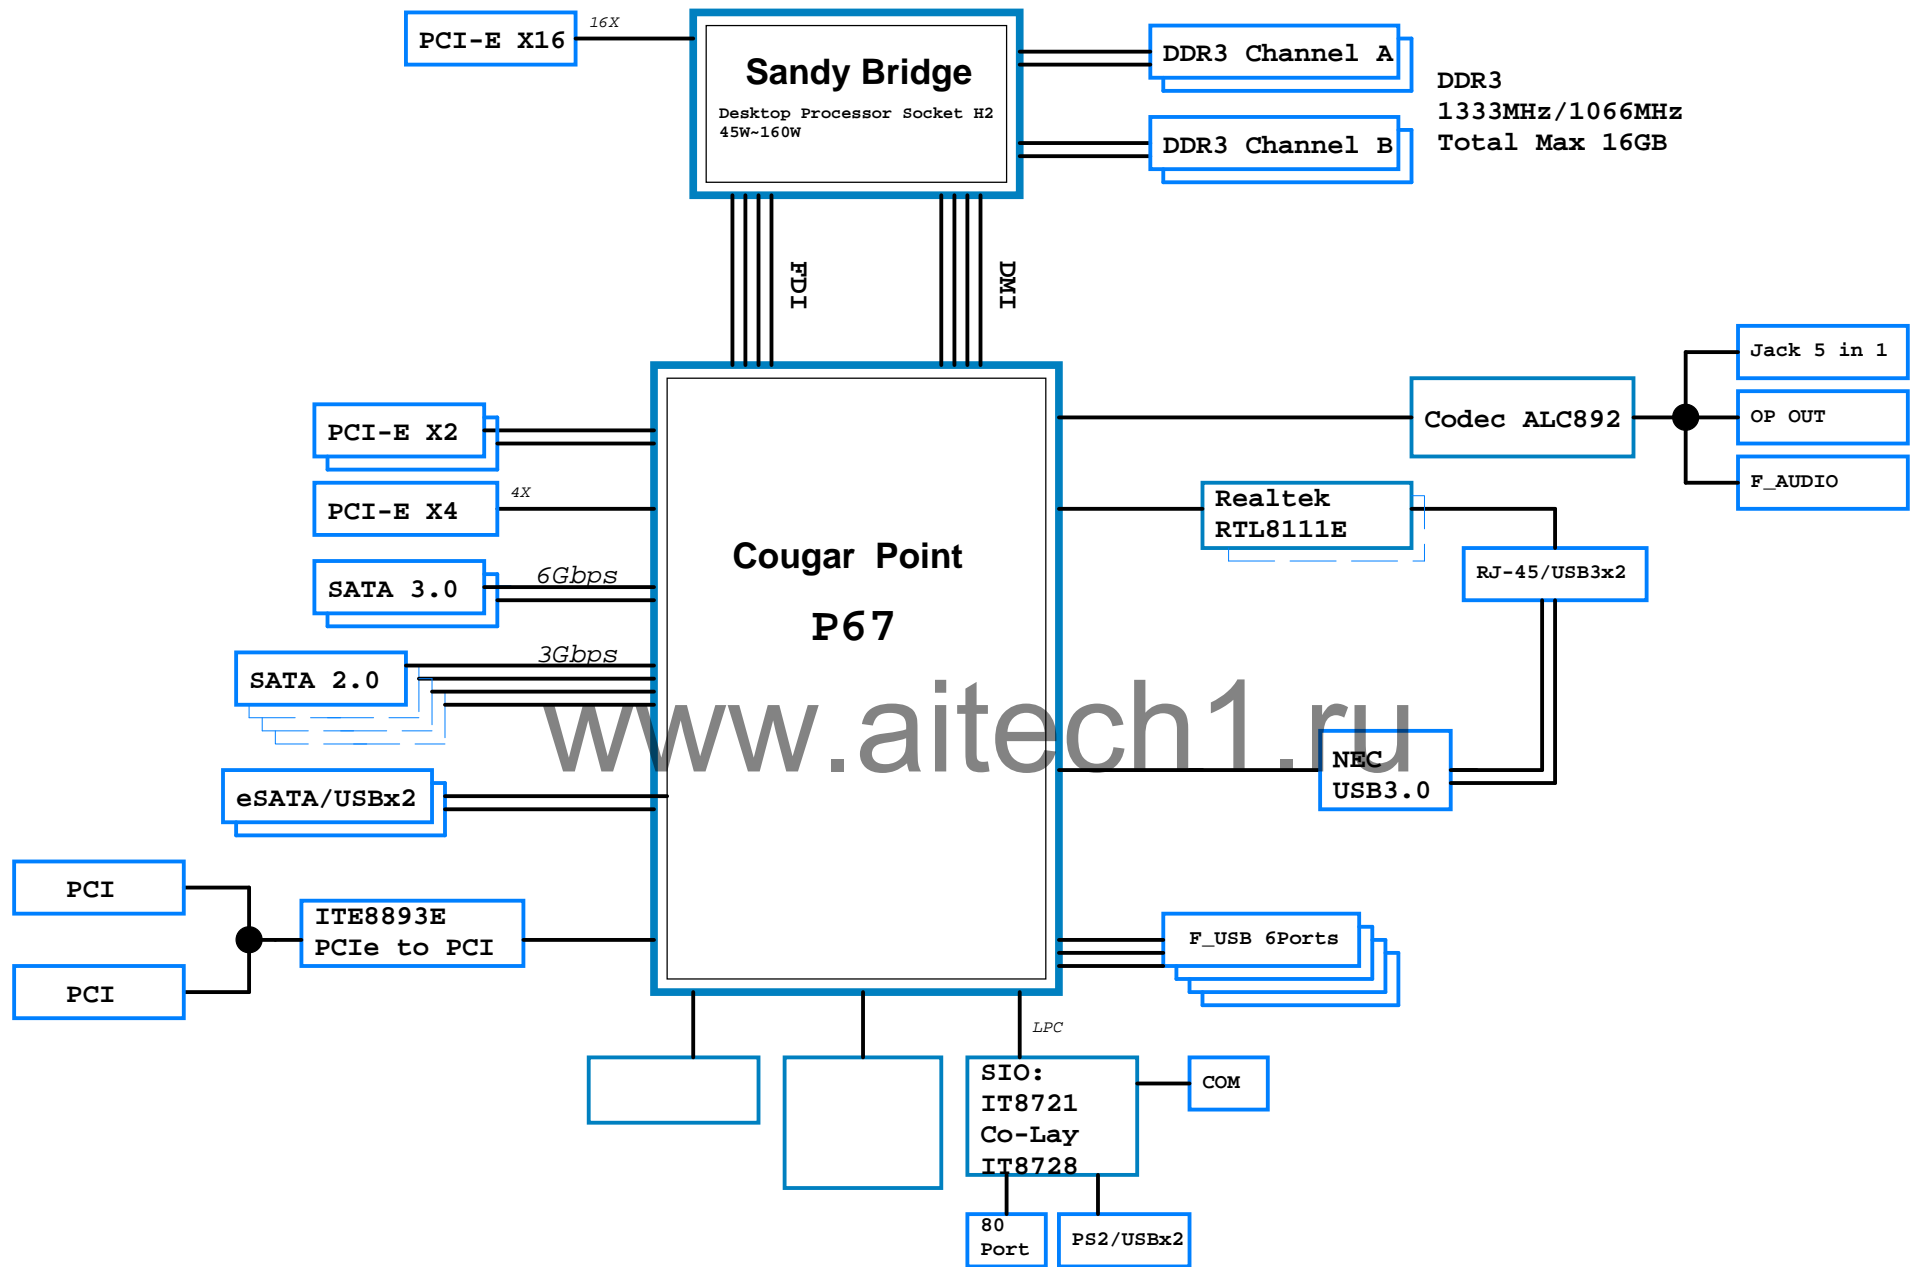 PCI-E X16
16X
Sandy Bridge
Desktop Processor Socket H2
45W~160W
DDR3 Channel A
DDR3 Channel B
DDR3
1333MHz/1066MHz
Total Max 16GB
FDI
DMI
Jack 5 in 1
Codec ALC892
OP OUT
F_AUDIO
PCI-E X2
PCI-E X4
4X
Realtek
RTL8111E
RJ-45/USB3x2
Cougar Point
P67
SATA 3.0
6Gbps
SATA 2.0
3Gbps
www.aitech1.ru
NEC
USB3.0
eSATA/USBx2
PCI
ITE8893E
PCIe to PCI
PCI
F_USB 6Ports
LPC
SIO:
IT8721
Co-Lay
IT8728
COM
80
Port
PS2/USBx2